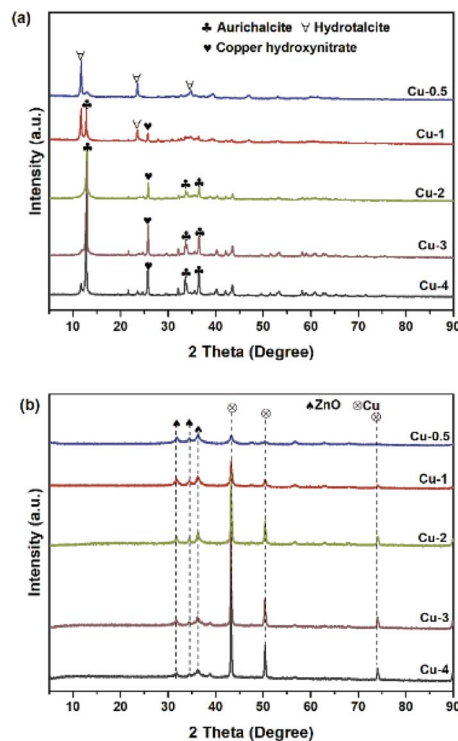 (a)
♣ Aurichalcite ∀ Hydrotalcite
♥ Copper hydroxynitrate
Cu-0.5
Cu-1
Cu-2
Cu-3
Cu-4
Intensity (a.u.)
10 20 30 40 50 60 70 80 90
2 Theta (Degree)
(b)
♠ZnO ⊗Cu
Cu-0.5
Cu-1
Cu-2
Cu-3
Cu-4
Intensity (a.u.)
10 20 30 40 50 60 70 80 90
2 Theta (Degree)